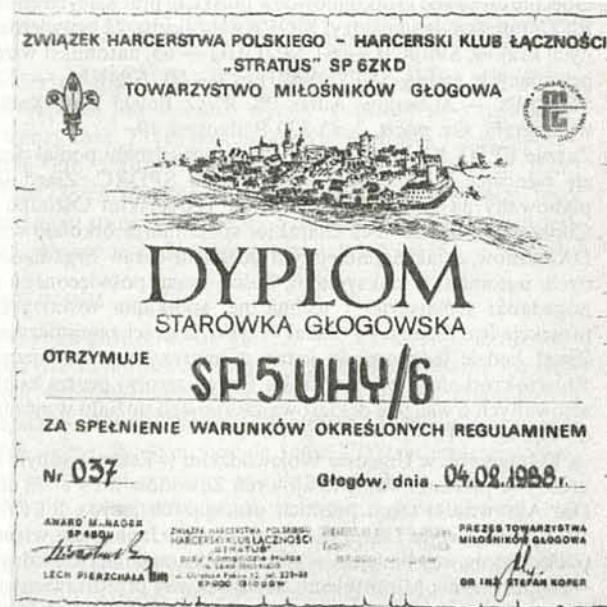 ZWIĄZEK HARCERSTWA POLSKIEGO - HARCERSKI KLUB ŁĄCZNOŚCI
„STRATUS” SP 6ZKD
TOWARZYSTWO MIŁOŚNIKÓW GŁOGOWA
DYPLOM
STARÓWKA GŁOGOWSKA
OTRZYMUJE
SP5UHY/6
ZA SPEŁNIENIE WARUNKÓW OKREŚLONYCH REGULAMINEM
Nr 037
Głogów, dnia 04.02.1988r.
AWARD MANAGER
LECH PIERZCHAŁA
ZWIĄZEK HARCERSTWA POLSKIEGO
HARCERSKI KLUB ŁĄCZNOŚCI
"STRATUS"
PREZES TOWARZYSTWA
MIŁOŚNIKÓW GŁOGOWA
DR INŻ. STEFAN KOPER